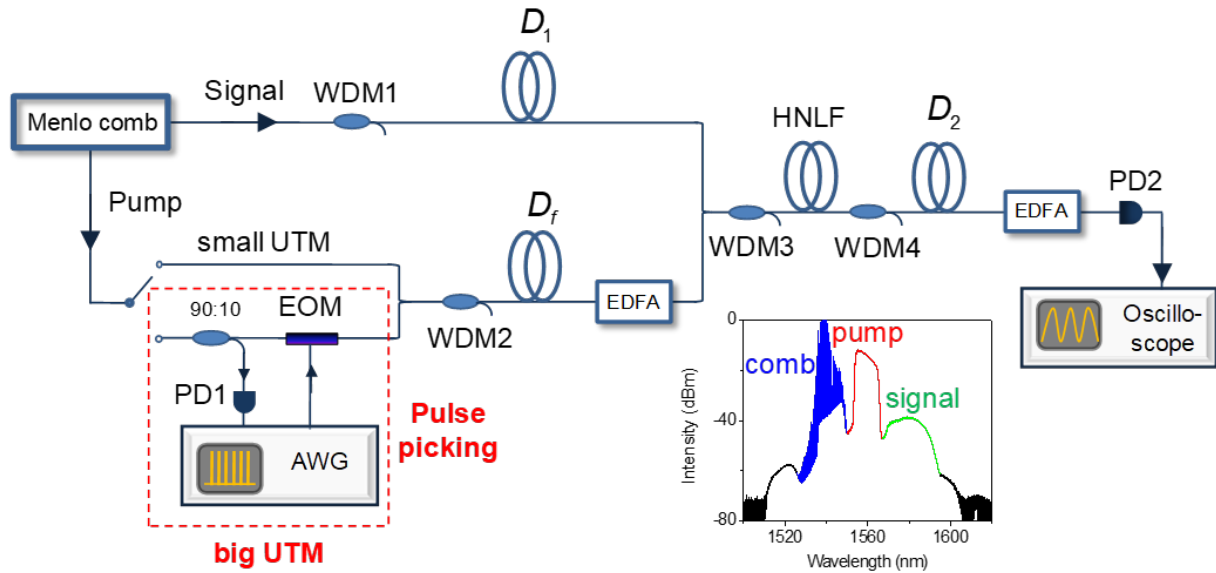 D1
Signal
WDM1
Menlo comb
HNLF
D2
PD2
Pump
Df
EDFA
small UTM
WDM3
WDM4
90:10
EOM
EDFA
WDM2
Oscillo-
scope
PD1
Pulse
picking
AWG
big UTM
0
pump
comb
-40
signal
-80
Intensity (dBm)
1520
1560
1600
Wavelength (nm)